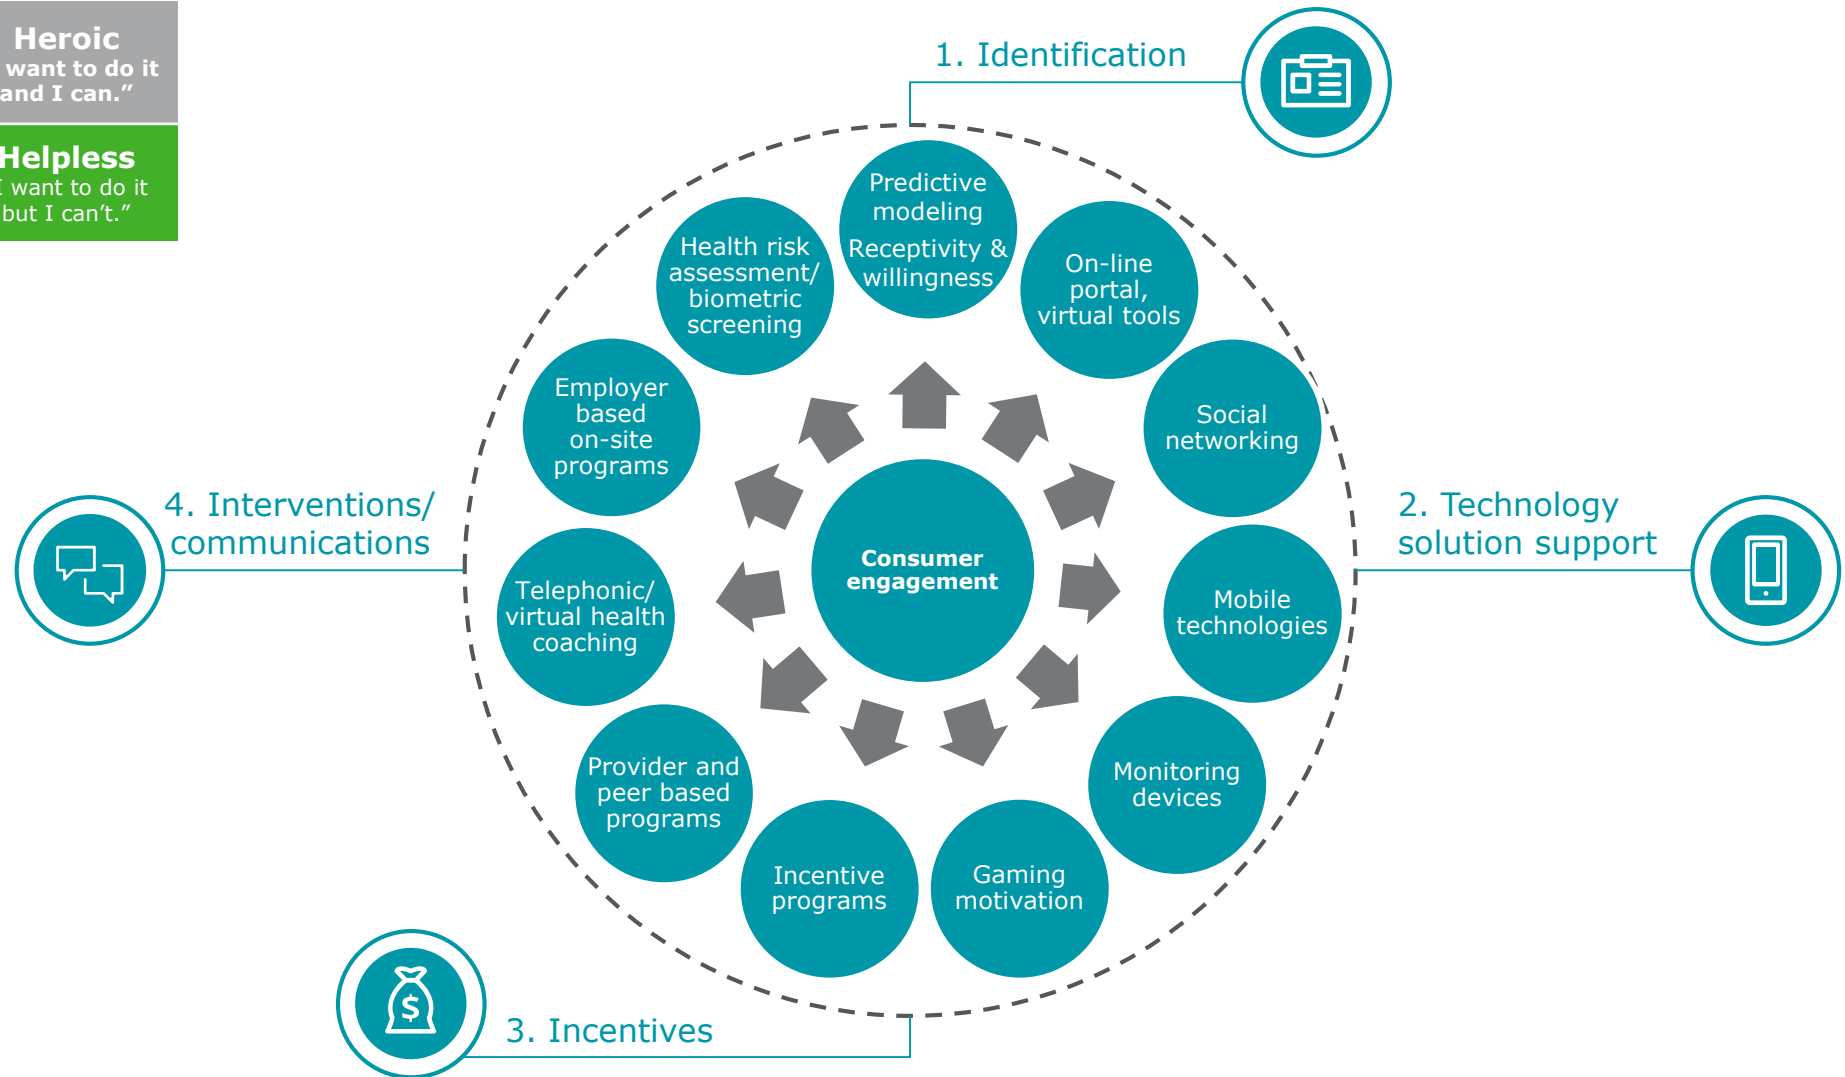 Heroic
want to do it
and I can.”
Helpless
I want to do it
but I can’t.”
1. Identification
Predictive
modeling
Receptivity &
willingness
On-line
portal,
virtual tools
Social
networking
2. Technology
solution support
Mobile
technologies
Monitoring
devices
Gaming
motivation
3. Incentives
$
Incentive
programs
Provider and
peer based
programs
Telephonic/
virtual health
coaching
4. Interventions/
communications
Employer
based
on-site
programs
Health risk
assessment/
biometric
screening
Consumer
engagement